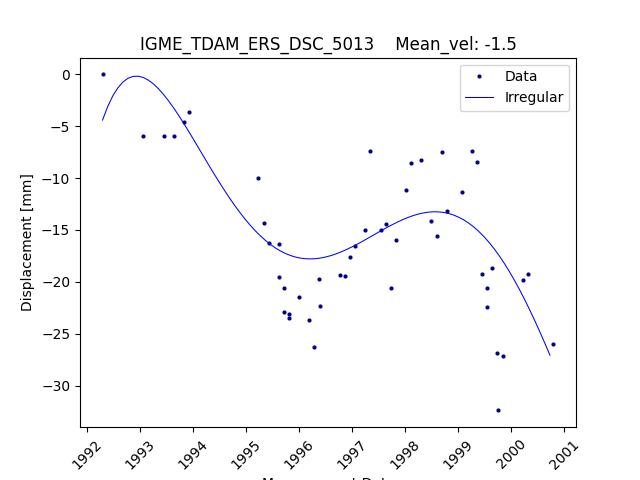 IGME_TDAM_ERS_DSC_5013    Mean_vel: -1.5
Data
Irregular
Displacement [mm]
0
−5
−10
−15
−20
−25
−30
1992 1993 1994 1995 1996 1997 1998 1999 2000 2001